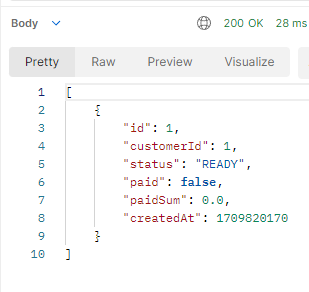 Body 200 OK 28 ms
Pretty Raw Preview Visualize
1 [
2 {
3 "id": 1,
4 "customerId": 1,
5 "status": "READY",
6 "paid": false,
7 "paidSum": 0.0,
8 "createdAt": 1709820170
9 }
10 ]